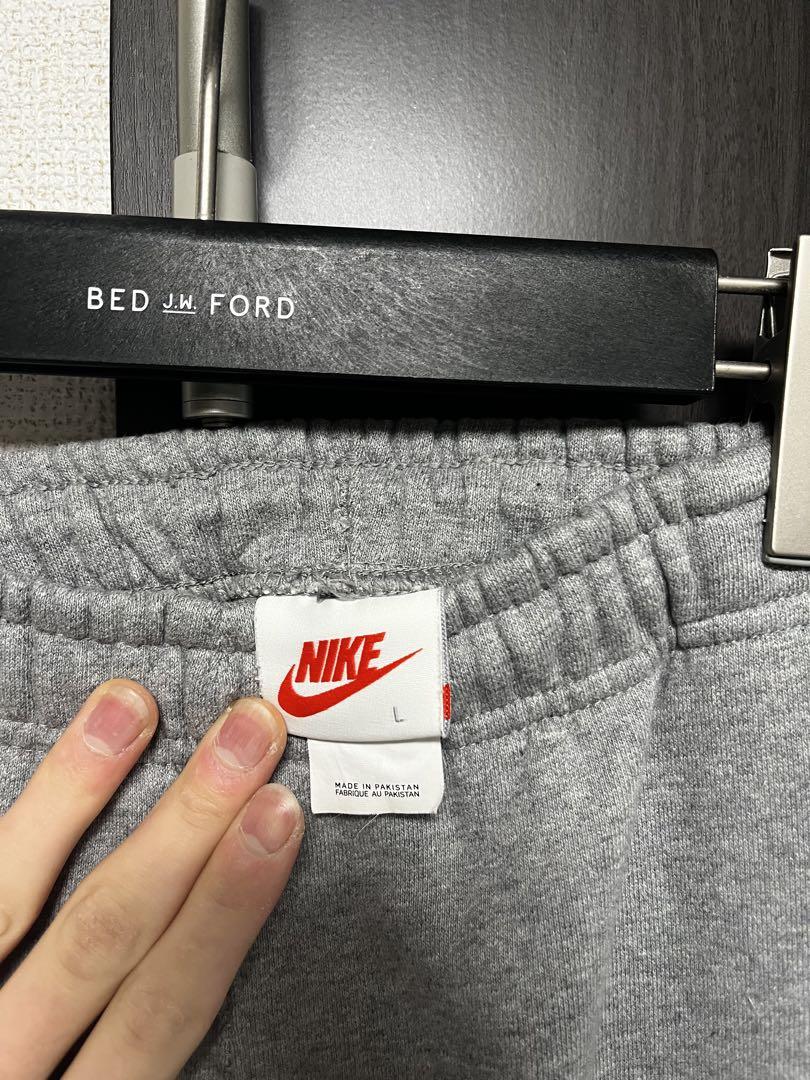 BED J.W. FORD
NIKE
L
MADE IN PAKISTAN
FABRIQUE AU PAKISTAN